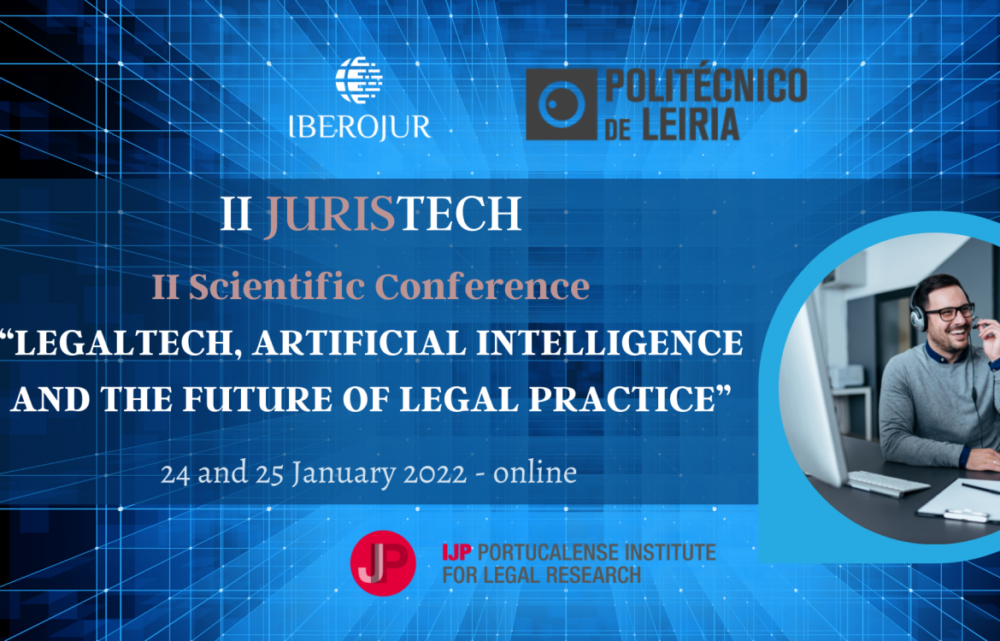 IBEROJUR
POLITÉCNICO
DE LEIRIA
II JURISTECH
II Scientific Conference
“LEGALTECH, ARTIFICIAL INTELLIGENCE
AND THE FUTURE OF LEGAL PRACTICE”
24 and 25 January 2022 - online
IJP
IJP PORTUCALENSE INSTITUTE
FOR LEGAL RESEARCH